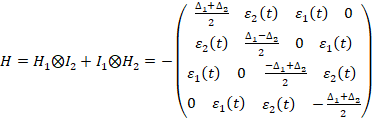 H = H₁⊗I₂ + I₁⊗H₂ = −
(Δ₁+Δ₂)/2 ε₂(t) ε₁(t) 0
ε₂(t) (Δ₁−Δ₂)/2 0 ε₁(t)
ε₁(t) 0 (−Δ₁+Δ₂)/2 ε₂(t)
0 ε₁(t) ε₂(t) −(Δ₁+Δ₂)/2